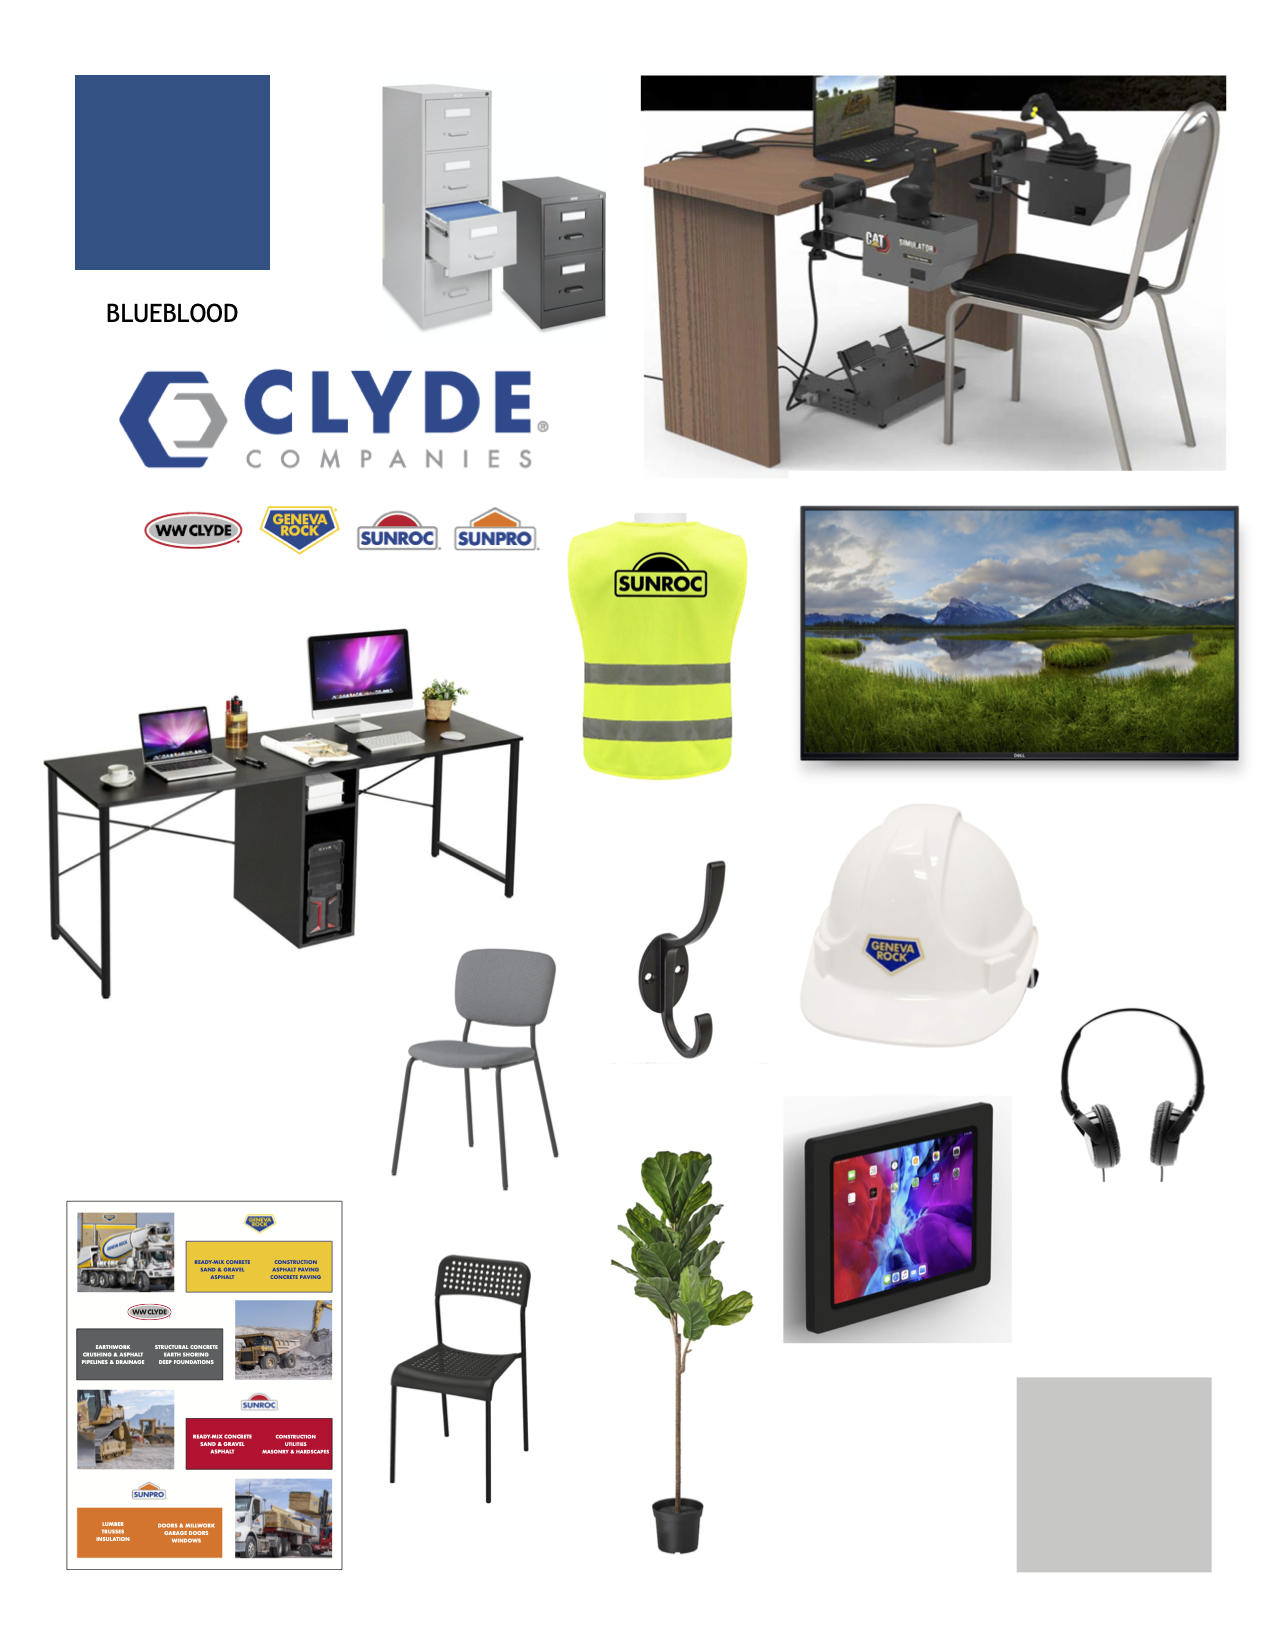 BLUEBLOOD
CAT
SIMULATORS
CLYDE®
COMPANIES
WW CLYDE
GENEVA
ROCK
SUNROC
SUNPRO
SUNROC
DELL
GENEVA
ROCK
GENEVA
ROCK
READY-MIX CONRETE
SAND & GRAVEL
ASPHALT
CONSTRUCTION
ASPHALT PAVING
CONCRETE PAVING
WW CLYDE
EARTHWORK
CRUSHING & ASPHALT
PIPELINES & DRAINAGE
STRUCTURAL CONCRETE
EARTH SHORING
DEEP FOUNDATIONS
SUNROC
READY-MIX CONCRETE
SAND & GRAVEL
ASPHALT
CONSTRUCTION
UTILITIES
MASONRY & HARDSCAPES
SUNPRO
LUMBER
TRUSSES
INSULATION
DOORS & MILLWORK
GARAGE DOORS
WINDOWS